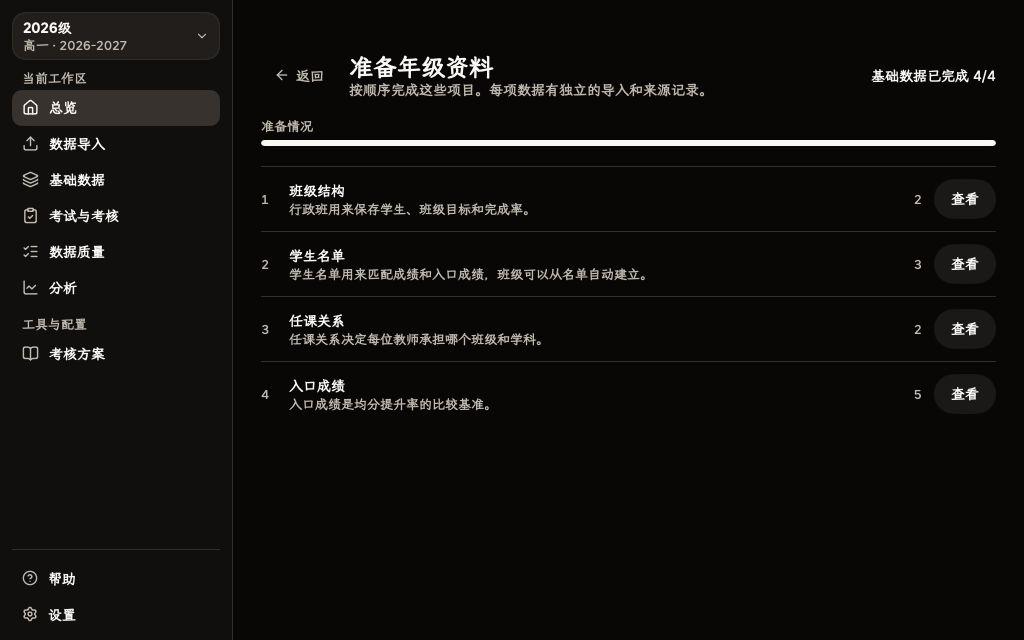 2026级
高一 · 2026-2027
当前工作区
总览
数据导入
基础数据
考试与考核
数据质量
分析
工具与配置
考核方案
帮助
设置
返回
准备年级资料
按顺序完成这些项目。每项数据有独立的导入和来源记录。
基础数据已完成 4/4
准备情况
1
班级结构
行政班用来保存学生、班级目标和完成率。
2
查看
2
学生名单
学生名单用来匹配成绩和入口成绩，班级可以从名单自动建立。
3
查看
3
任课关系
任课关系决定每位教师承担哪个班级和学科。
2
查看
4
入口成绩
入口成绩是均分提升率的比较基准。
5
查看